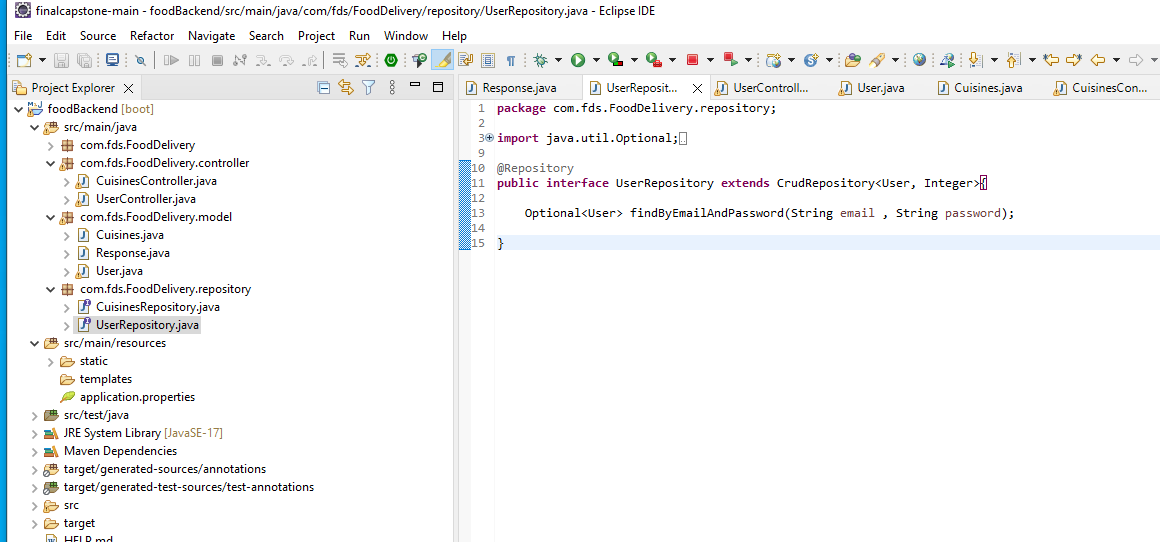 finalcapstone-main - foodBackend/src/main/java/com/fds/FoodDelivery/repository/UserRepository.java - Eclipse IDE
File Edit Source Refactor Navigate Search Project Run Window Help
Project Explorer
foodBackend [boot]
src/main/java
com.fds.FoodDelivery
com.fds.FoodDelivery.controller
CuisinesController.java
UserController.java
com.fds.FoodDelivery.model
Cuisines.java
Response.java
User.java
com.fds.FoodDelivery.repository
CuisinesRepository.java
UserRepository.java
src/main/resources
static
templates
application.properties
src/test/java
JRE System Library [JavaSE-17]
Maven Dependencies
target/generated-sources/annotations
target/generated-test-sources/test-annotations
src
target
HELP.md
Response.java UserReposit... UserControll... User.java Cuisines.java CuisinesCon...
1 package com.fds.FoodDelivery.repository;
2
3 import java.util.Optional;
9
10 @Repository
11 public interface UserRepository extends CrudRepository<User, Integer>{
12
13 Optional<User> findByEmailAndPassword(String email , String password);
14
15 }